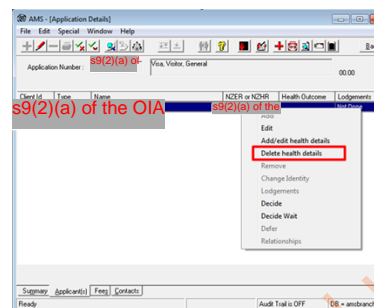 AMS - [Application Details]
File Edit Special Window Help
Application Number: s9(2)(a) of Visa, Visitor, General
00.00
Client Id Type Name NZER or NZHR Health Outcome Lodgements
s9(2)(a) of the OIA s9(2)(a) of the Not Done
Add
Edit
Add/edit health details
Delete health details
Remove
Change Identity
Lodgements
Decide
Decide Wait
Defer
Relationships
Summary Applicant(s) Fees Contacts
Ready Audit Trail is OFF DB = amsbranch